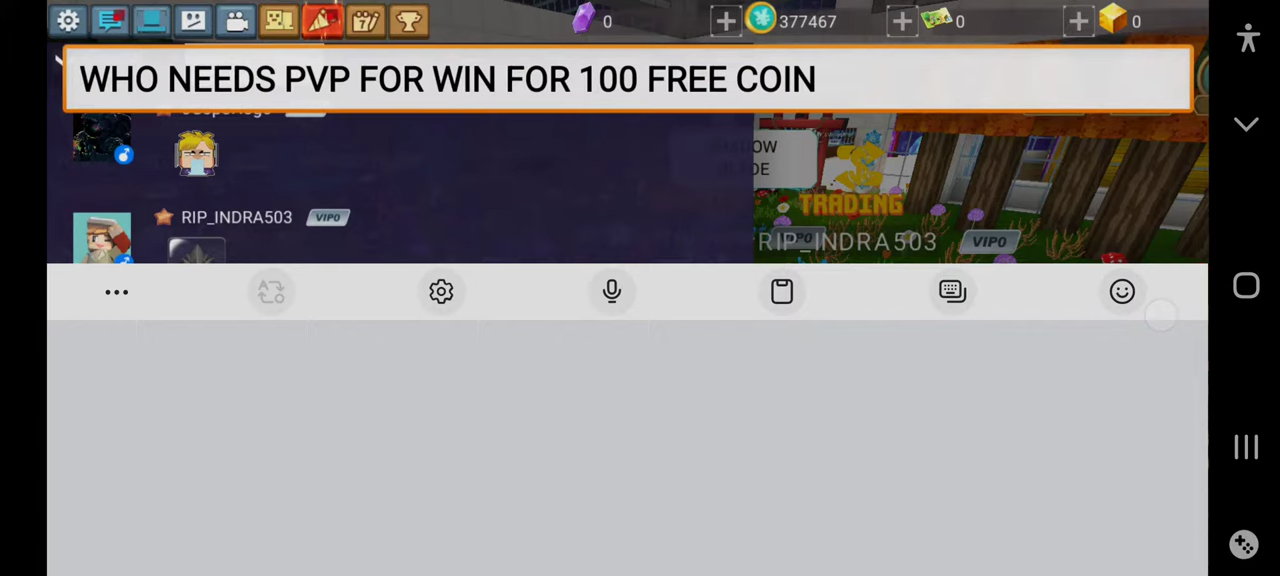 0
377467
0
0
WHO NEEDS PVP FOR WIN FOR 100 FREE COIN
TRADING
RIP_INDRA503 VIP0
RIP_INDRA503 VIP0